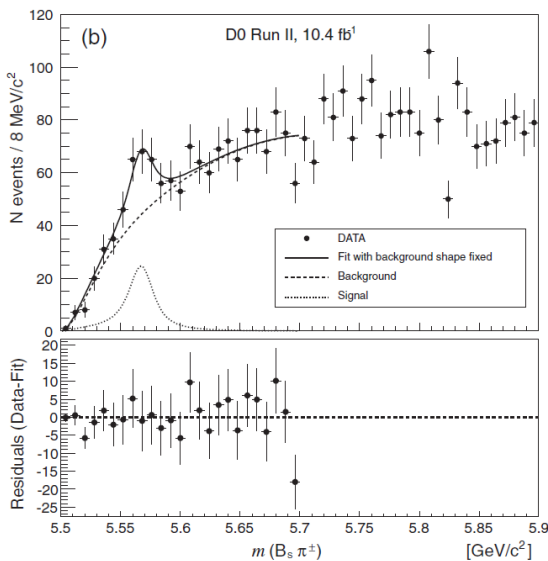 (b)
D0 Run II, 10.4 fb¹
N events / 8 MeV/c²
120
100
80
60
40
20
0
DATA
Fit with background shape fixed
Background
Signal
Residuals (Data-Fit)
20
15
10
5
0
-5
-10
-15
-20
-25
5.5
5.55
5.6
5.65
5.7
5.75
5.8
5.85
5.9
m (Bₛ π±)
[GeV/c²]